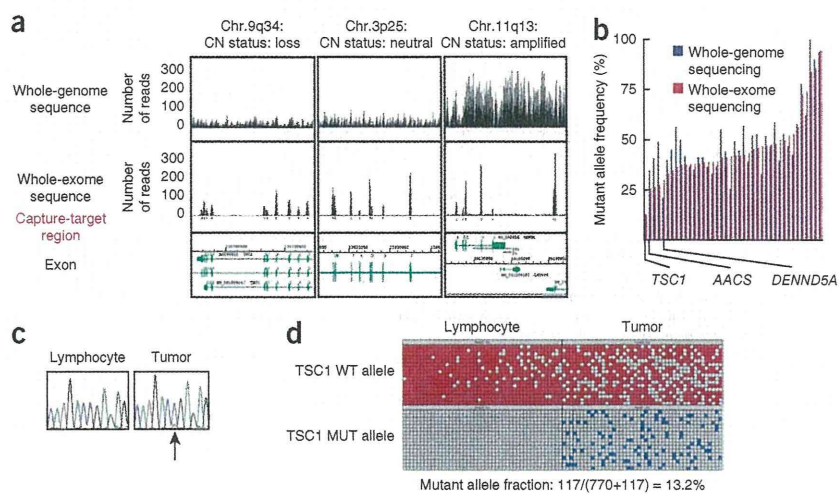 a
Chr.9q34:
CN status: loss
Chr.3p25:
CN status: neutral
Chr.11q13:
CN status: amplified
Whole-genome
sequence
Number
of reads
300
200
100
0
Whole-exome
sequence
Number
of reads
300
200
100
0
Capture-target
region
Exon
b
Mutant allele frequency (%)
100
75
50
25
Whole-genome
sequencing
Whole-exome
sequencing
TSC1
AACS
DENND5A
c
Lymphocyte
Tumor
d
Lymphocyte
Tumor
TSC1 WT allele
TSC1 MUT allele
Mutant allele fraction: 117/(770+117) = 13.2%